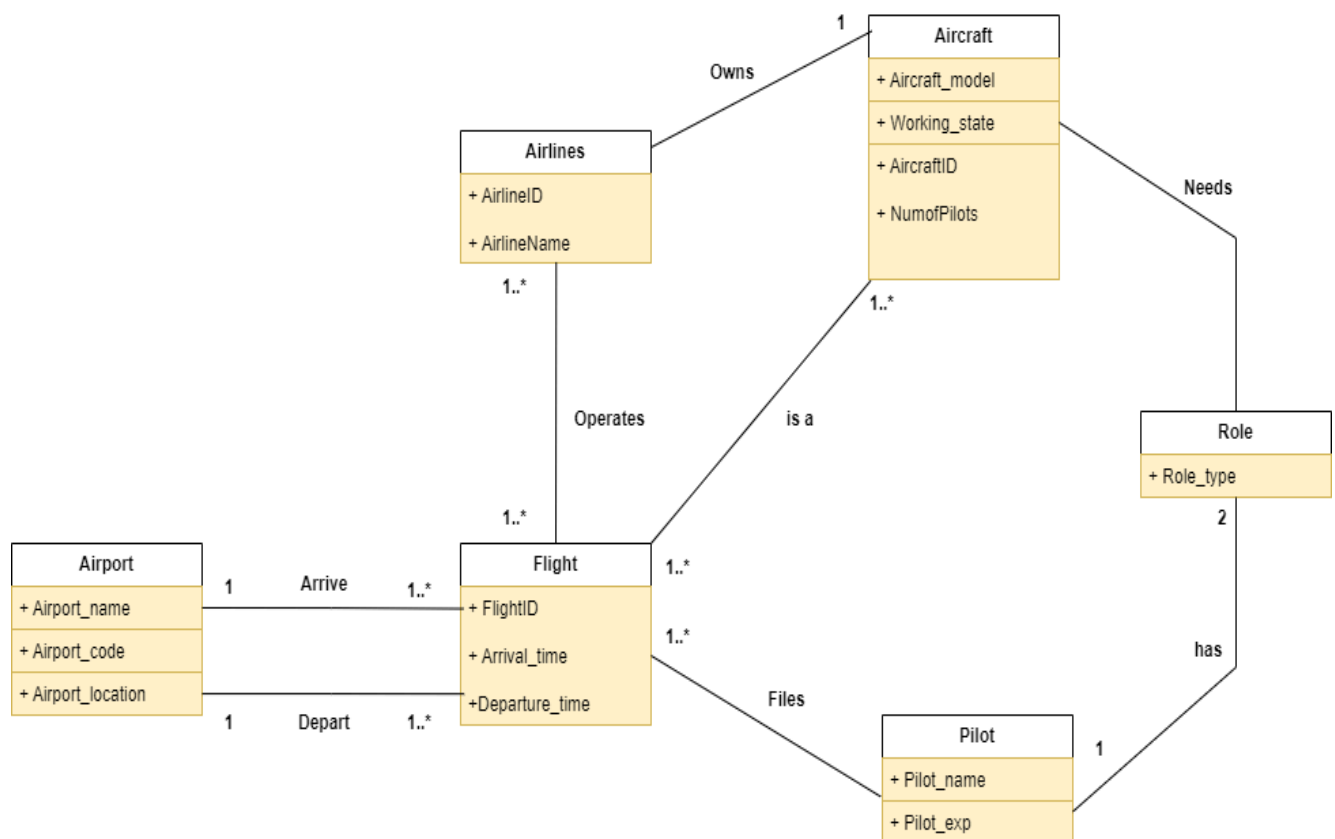 1
Aircraft
Owns
+ Aircraft_model
+ Working_state
+ AircraftID
+ NumofPilots
Airlines
+ AirlineID
+ AirlineName
Needs
1..*
1..*
Operates
is a
Role
+ Role_type
2
1..*
Airport
+ Airport_name
+ Airport_code
+ Airport_location
1
Arrive
1..*
1
Depart
1..*
Flight
+ FlightID
+ Arrival_time
+Departure_time
1..*
1..*
Files
has
1
Pilot
+ Pilot_name
+ Pilot_exp